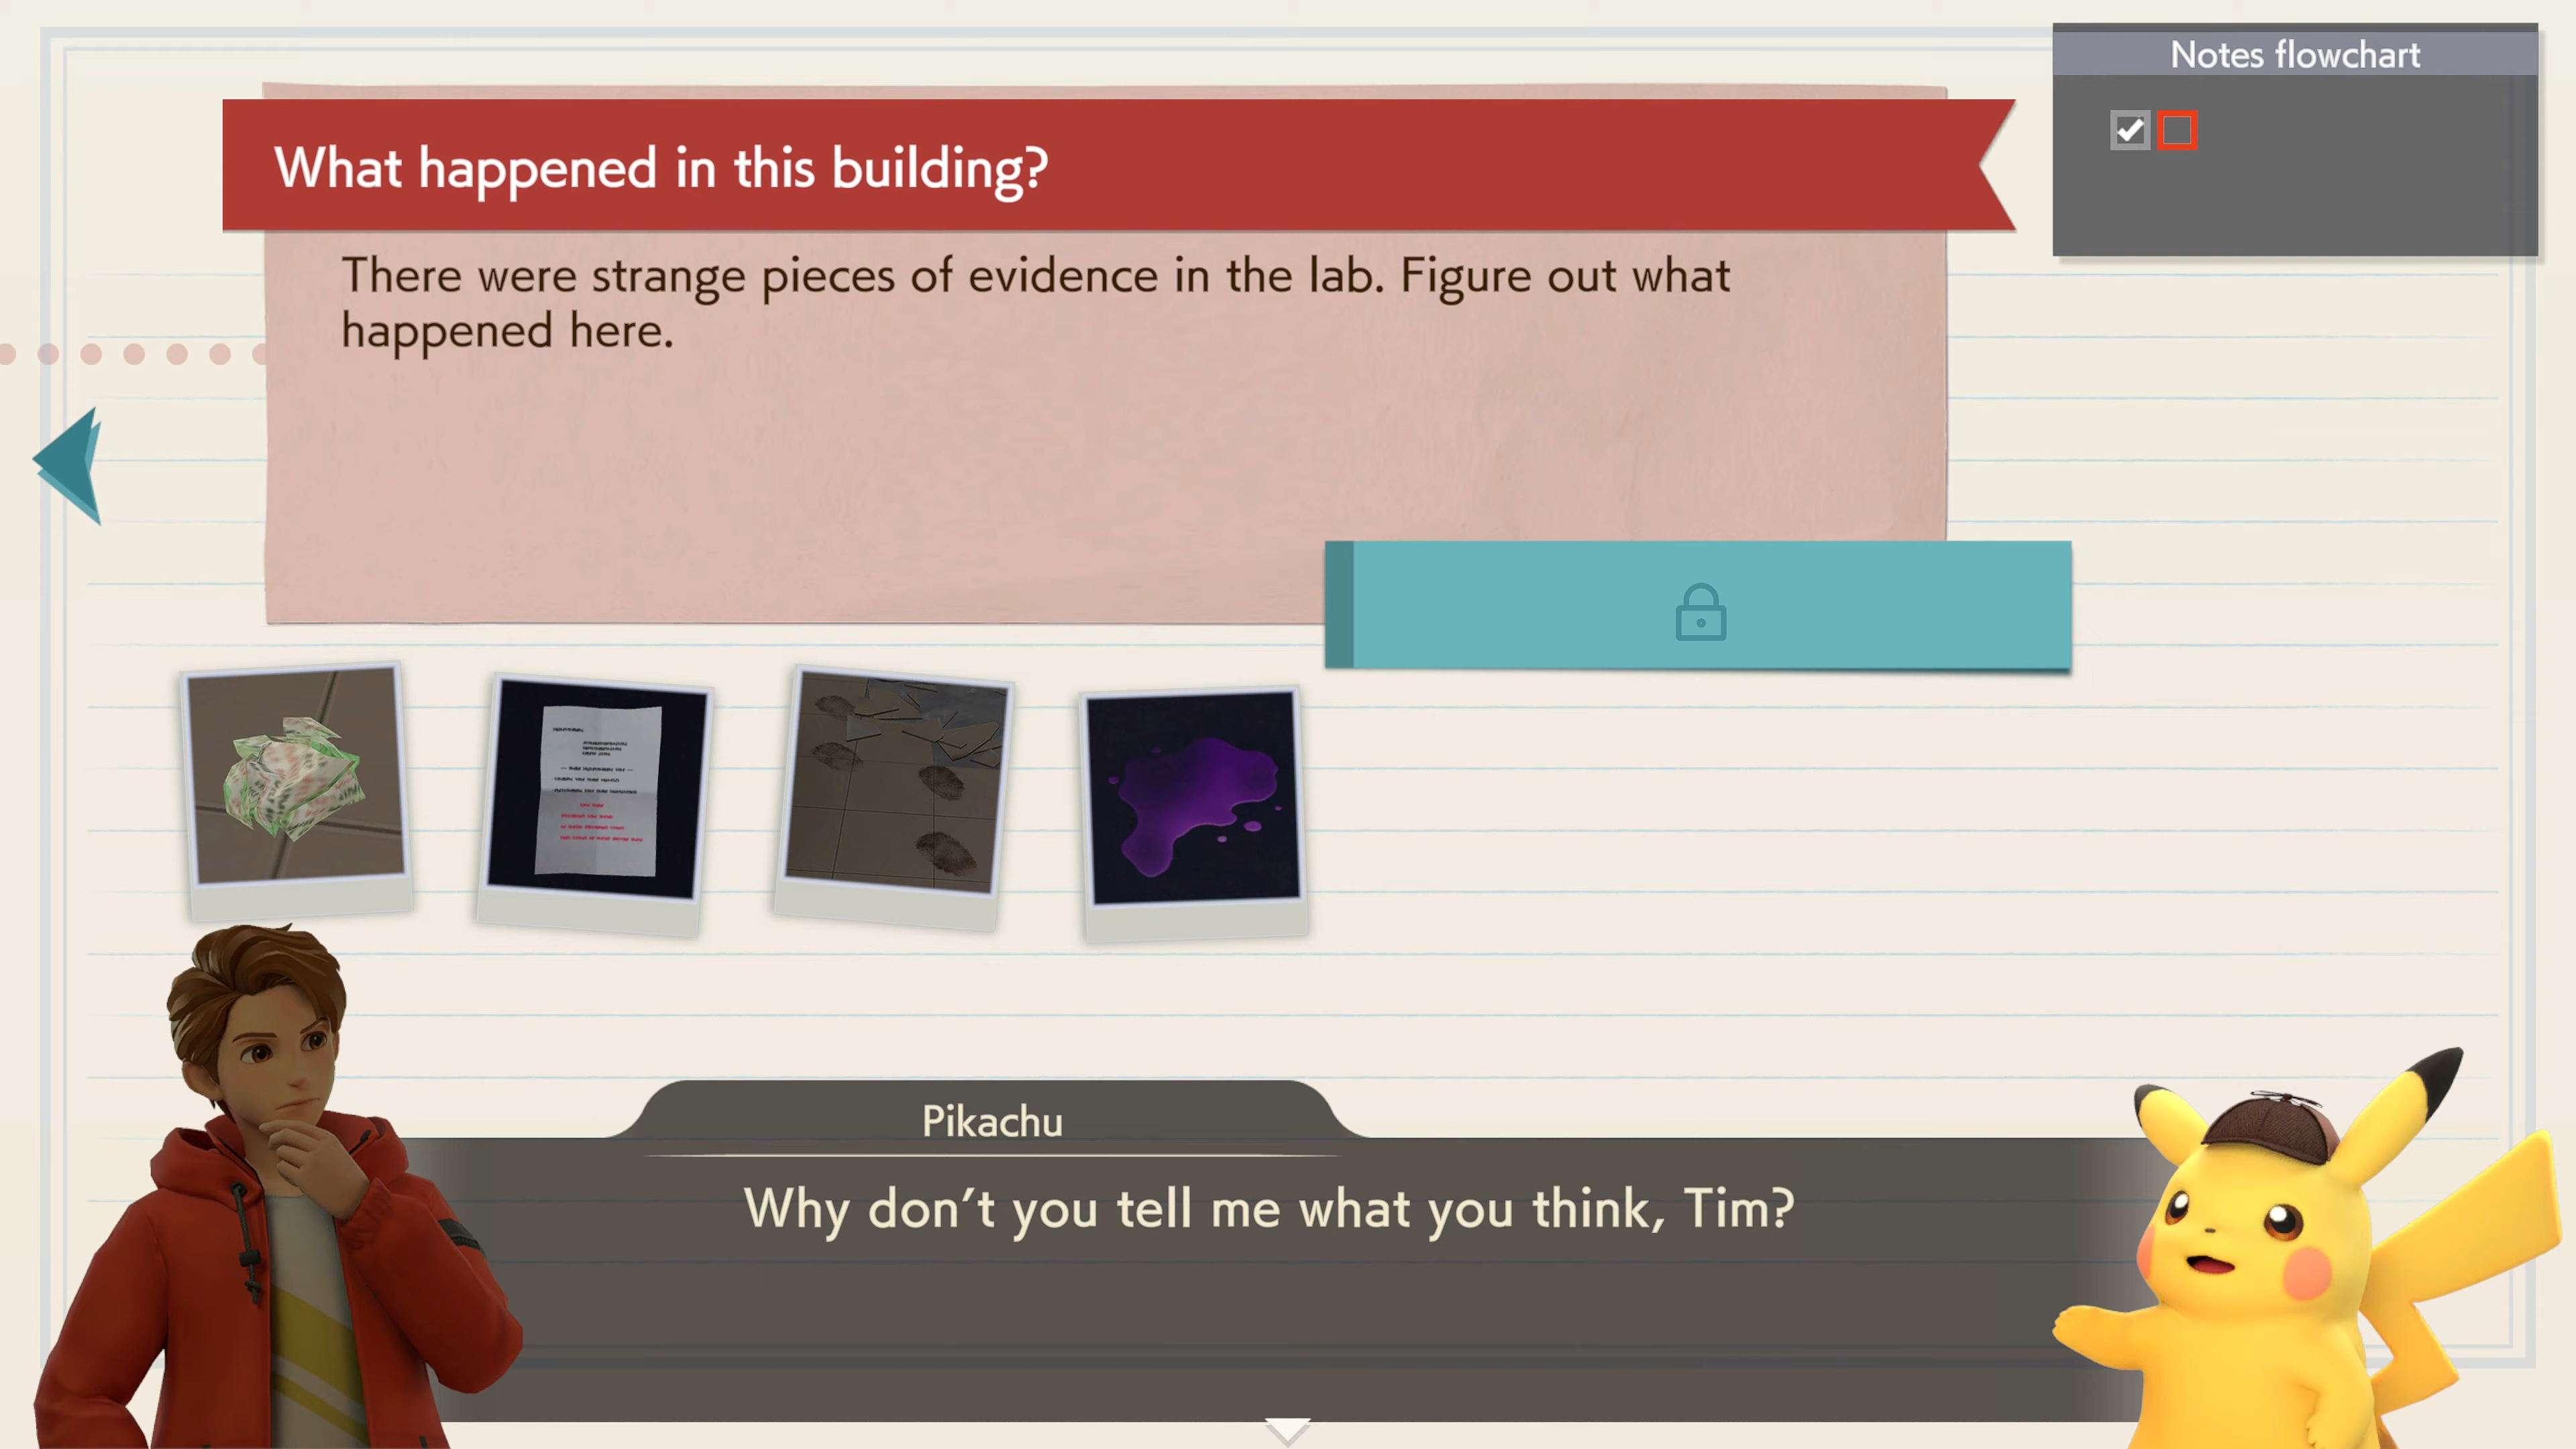 Notes flowchart
What happened in this building?
There were strange pieces of evidence in the lab. Figure out what
happened here.
Pikachu
Why don't you tell me what you think, Tim?